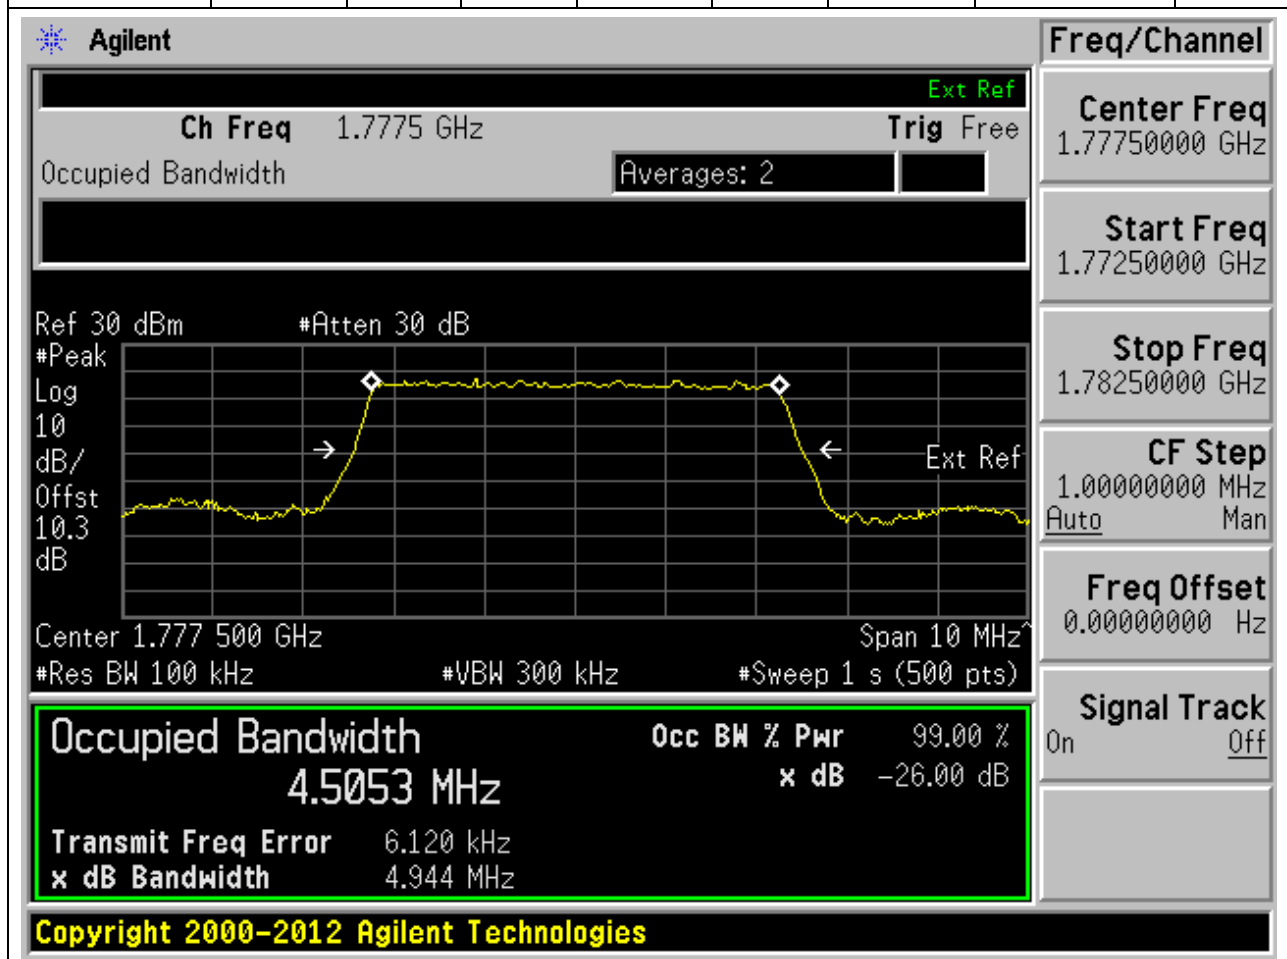 Agilent
Freq/Channel
Ext Ref
Ch Freq 1.7775 GHz Trig Free
Occupied Bandwidth Averages: 2
Center Freq
1.77750000 GHz
Start Freq
1.77250000 GHz
Stop Freq
1.78250000 GHz
CF Step
1.00000000 MHz
Auto Man
Freq Offset
0.00000000 Hz
Signal Track
On Off
Ref 30 dBm #Atten 30 dB
#Peak
Log
10
dB/
Offst
10.3
dB
Ext Ref
Center 1.777 500 GHz Span 10 MHz^
#Res BW 100 kHz #VBW 300 kHz #Sweep 1 s (500 pts)
Occupied Bandwidth Occ BW % Pwr 99.00 %
4.5053 MHz x dB -26.00 dB
Transmit Freq Error 6.120 kHz
x dB Bandwidth 4.944 MHz
Copyright 2000-2012 Agilent Technologies